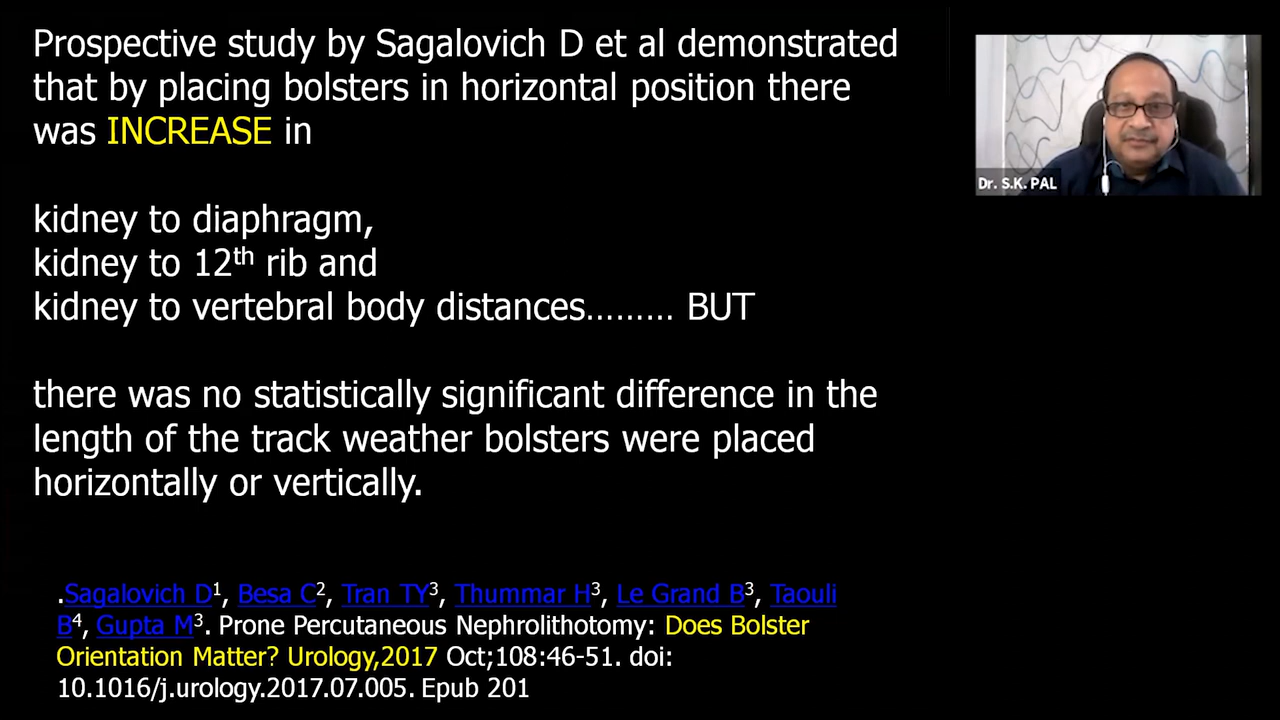 Prospective study by Sagalovich D et al demonstrated
that by placing bolsters in horizontal position there
was INCREASE in
kidney to diaphragm,
kidney to 12th rib and
kidney to vertebral body distances......... BUT
there was no statistically significant difference in the
length of the track weather bolsters were placed
horizontally or vertically.
.Sagalovich D1, Besa C2, Tran TY3, Thummar H3, Le Grand B3, Taouli
B4, Gupta M3. Prone Percutaneous Nephrolithotomy: Does Bolster
Orientation Matter? Urology,2017 Oct;108:46-51. doi:
10.1016/j.urology.2017.07.005. Epub 201
Dr. S.K. PAL